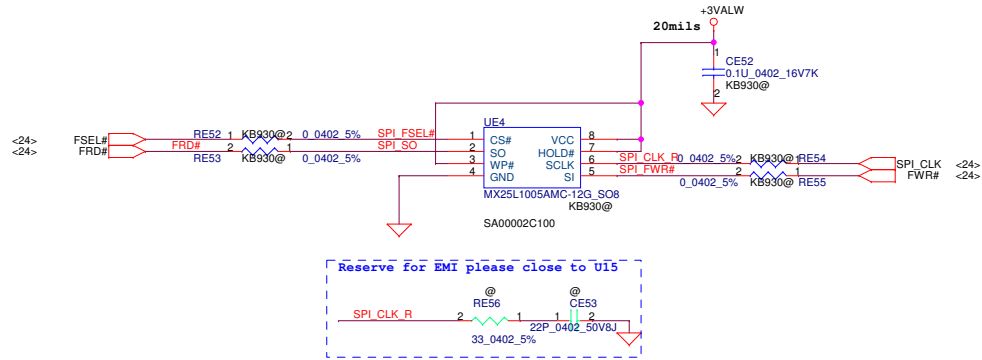 +3VALW
20mils
1
CE52
0.1U_0402_16V7K
KB930@
2
UE4
<24> FSEL# RE52 1 KB930@ 2 0_0402_5% SPI_FSEL# 1 CS# VCC 8
<24> FRD# FRD# RE53 2 KB930@ 1 0_0402_5% SPI_SO 2 SO HOLD# 7
3 WP# SCLK 6 SPI_CLK_R 0_0402_5% 2 KB930@ 1 RE54 SPI_CLK <24>
4 GND SI 5 SPI_FWR# 0_0402_5% 2 KB930@ 1 RE55 FWR# <24>
MX25L1005AMC-12G_SO8
KB930@
SA00002C100
Reserve for EMI please close to U15
@ @
RE56 CE53
SPI_CLK_R 2 1 1 2
33_0402_5% 22P_0402_50V8J